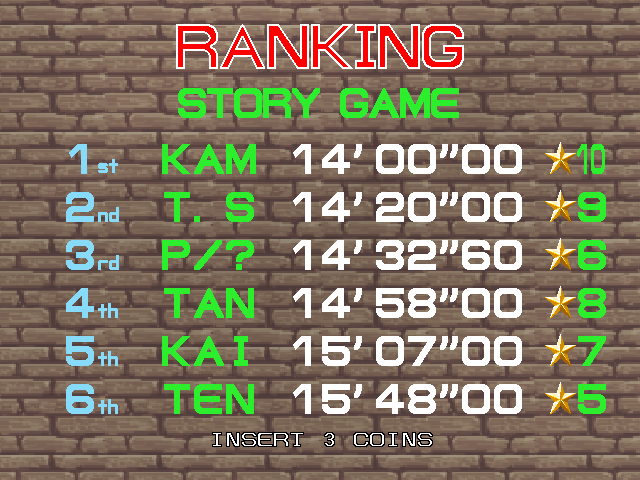 RANKING
STORY GAME
1st KAM 14'00"00 ★10
2nd T. S 14'20"00 ★9
3rd P/? 14'32"60 ★6
4th TAN 14'58"00 ★8
5th KAI 15'07"00 ★7
6th TEN 15'48"00 ★5
INSERT 3 COINS